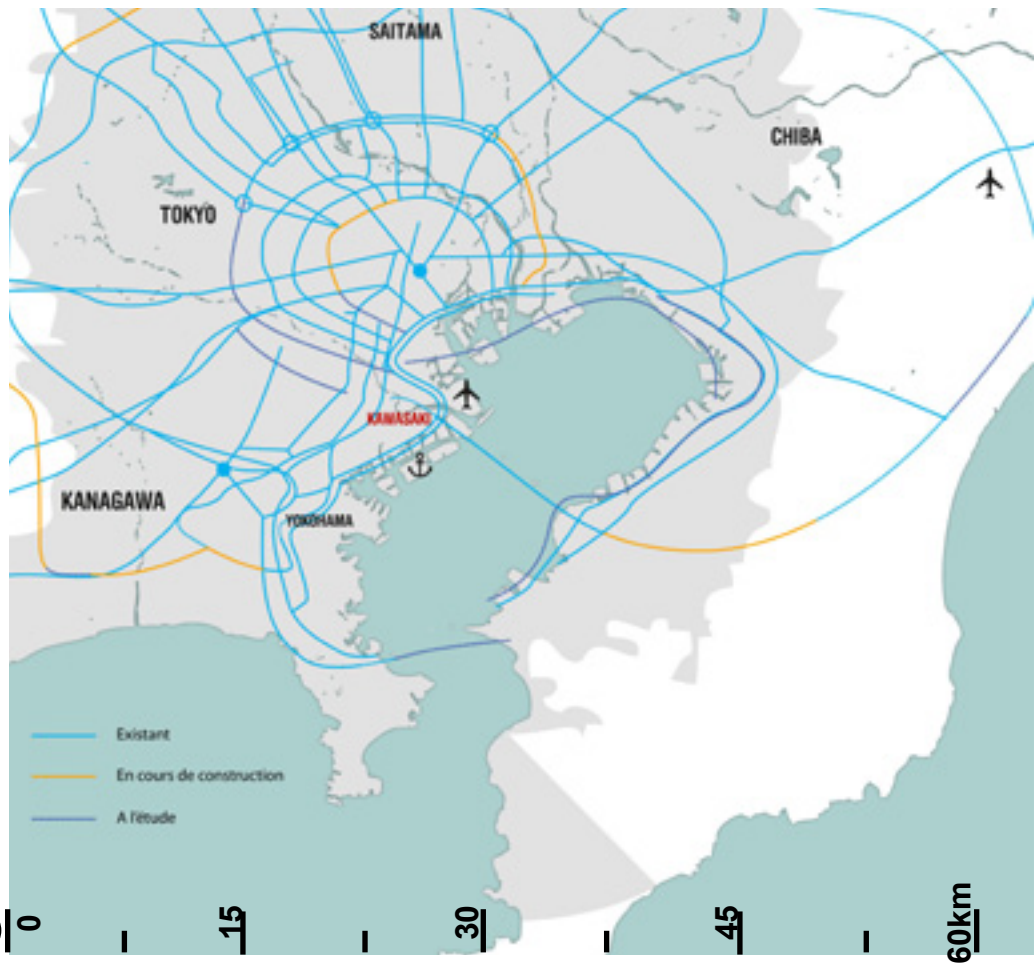 SAITAMA
CHIBA
TOKYO
KAWASAKI
KANAGAWA
YOKOHAMA
Existant
En cours de construction
A l'étude
0
15
30
45
60km